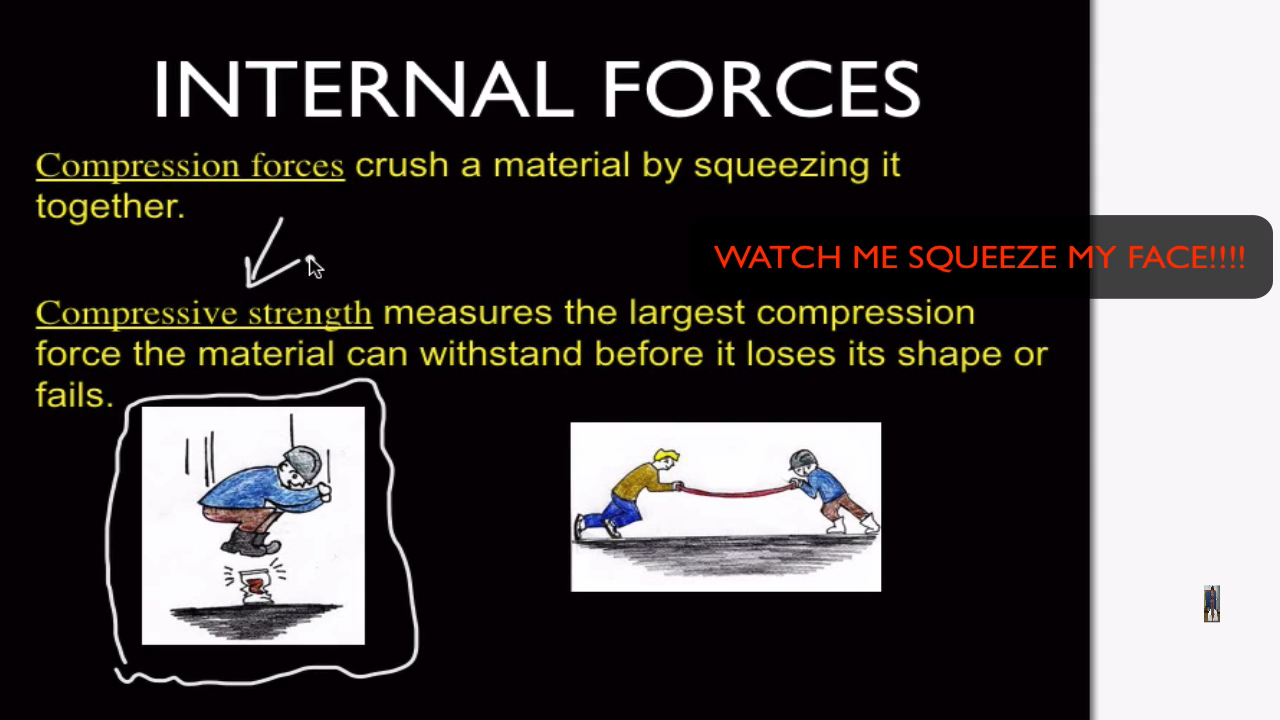 INTERNAL FORCES
Compression forces crush a material by squeezing it
together.
WATCH ME SQUEEZE MY FACE!!!!
Compressive strength measures the largest compression
force the material can withstand before it loses its shape or
fails.